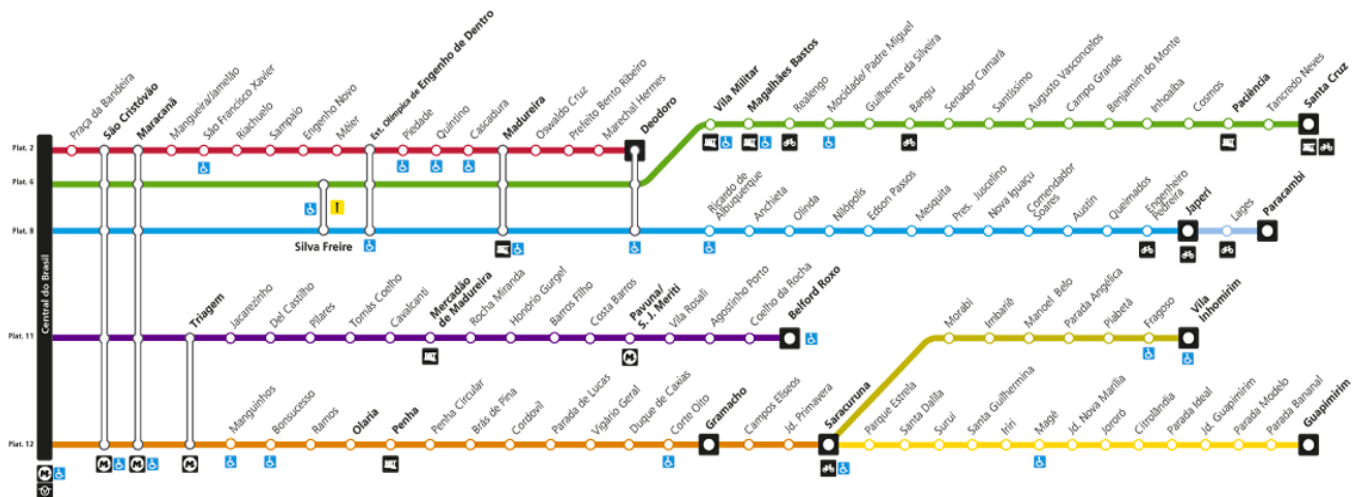 Praça da Bandeira
São Cristóvão
Maracanã
Mangueira/Jamelão
São Francisco Xavier
Riachuelo
Sampaio
Engenho Novo
Méier
Est. Olímpica de Engenho de Dentro
Piedade
Quintino
Cascadura
Madureira
Oswaldo Cruz
Prefeito Bento Ribeiro
Marechal Hermes
Deodoro
Vila Militar
Magalhães Bastos
Realengo
Mocidade/ Padre Miguel
Guilherme da Silveira
Bangu
Senador Camará
Santíssimo
Augusto Vasconcelos
Campo Grande
Benjamim do Monte
Inhoaíba
Cosmos
Paciência
Tancredo Neves
Santa Cruz
Plat. 2
Plat. 6
Plat. 8
Silva Freire
Ricardo de
Albuquerque
Anchieta
Olinda
Nilópolis
Edson Passos
Mesquita
Pres. Juscelino
Nova Iguaçu
Comendador
Soares
Austin
Queimados
Engenheiro
Pedreira
Japeri
Lages
Paracambi
Central do Brasil
Plat. 11
Triagem
Jacarezinho
Del Castilho
Pilares
Tomás Coelho
Cavalcanti
Mercadão
de Madureira
Rocha Miranda
Honório Gurgel
Barros Filho
Costa Barros
Pavuna/
S. J. Meriti
Vila Rosali
Agostinho Porto
Coelho da Rocha
Belford Roxo
Morabi
Imbariê
Manoel Belo
Parada Angélica
Piabetá
Fragoso
Vila
Inhomirim
Plat. 12
Manguinhos
Bonsucesso
Ramos
Olaria
Penha
Penha Circular
Brás de Pina
Cordovil
Parada de Lucas
Vigário Geral
Duque de Caxias
Corte Oito
Gramacho
Campos Elíseos
Jd. Primavera
Saracuruna
Parque Estrela
Santa Dalila
Suruí
Santa Guilhermina
Iriri
Magé
Jd. Nova Marília
Jororó
Citrolândia
Parada Ideal
Jd. Guapimirim
Parada Modelo
Parada Bananal
Guapimirim